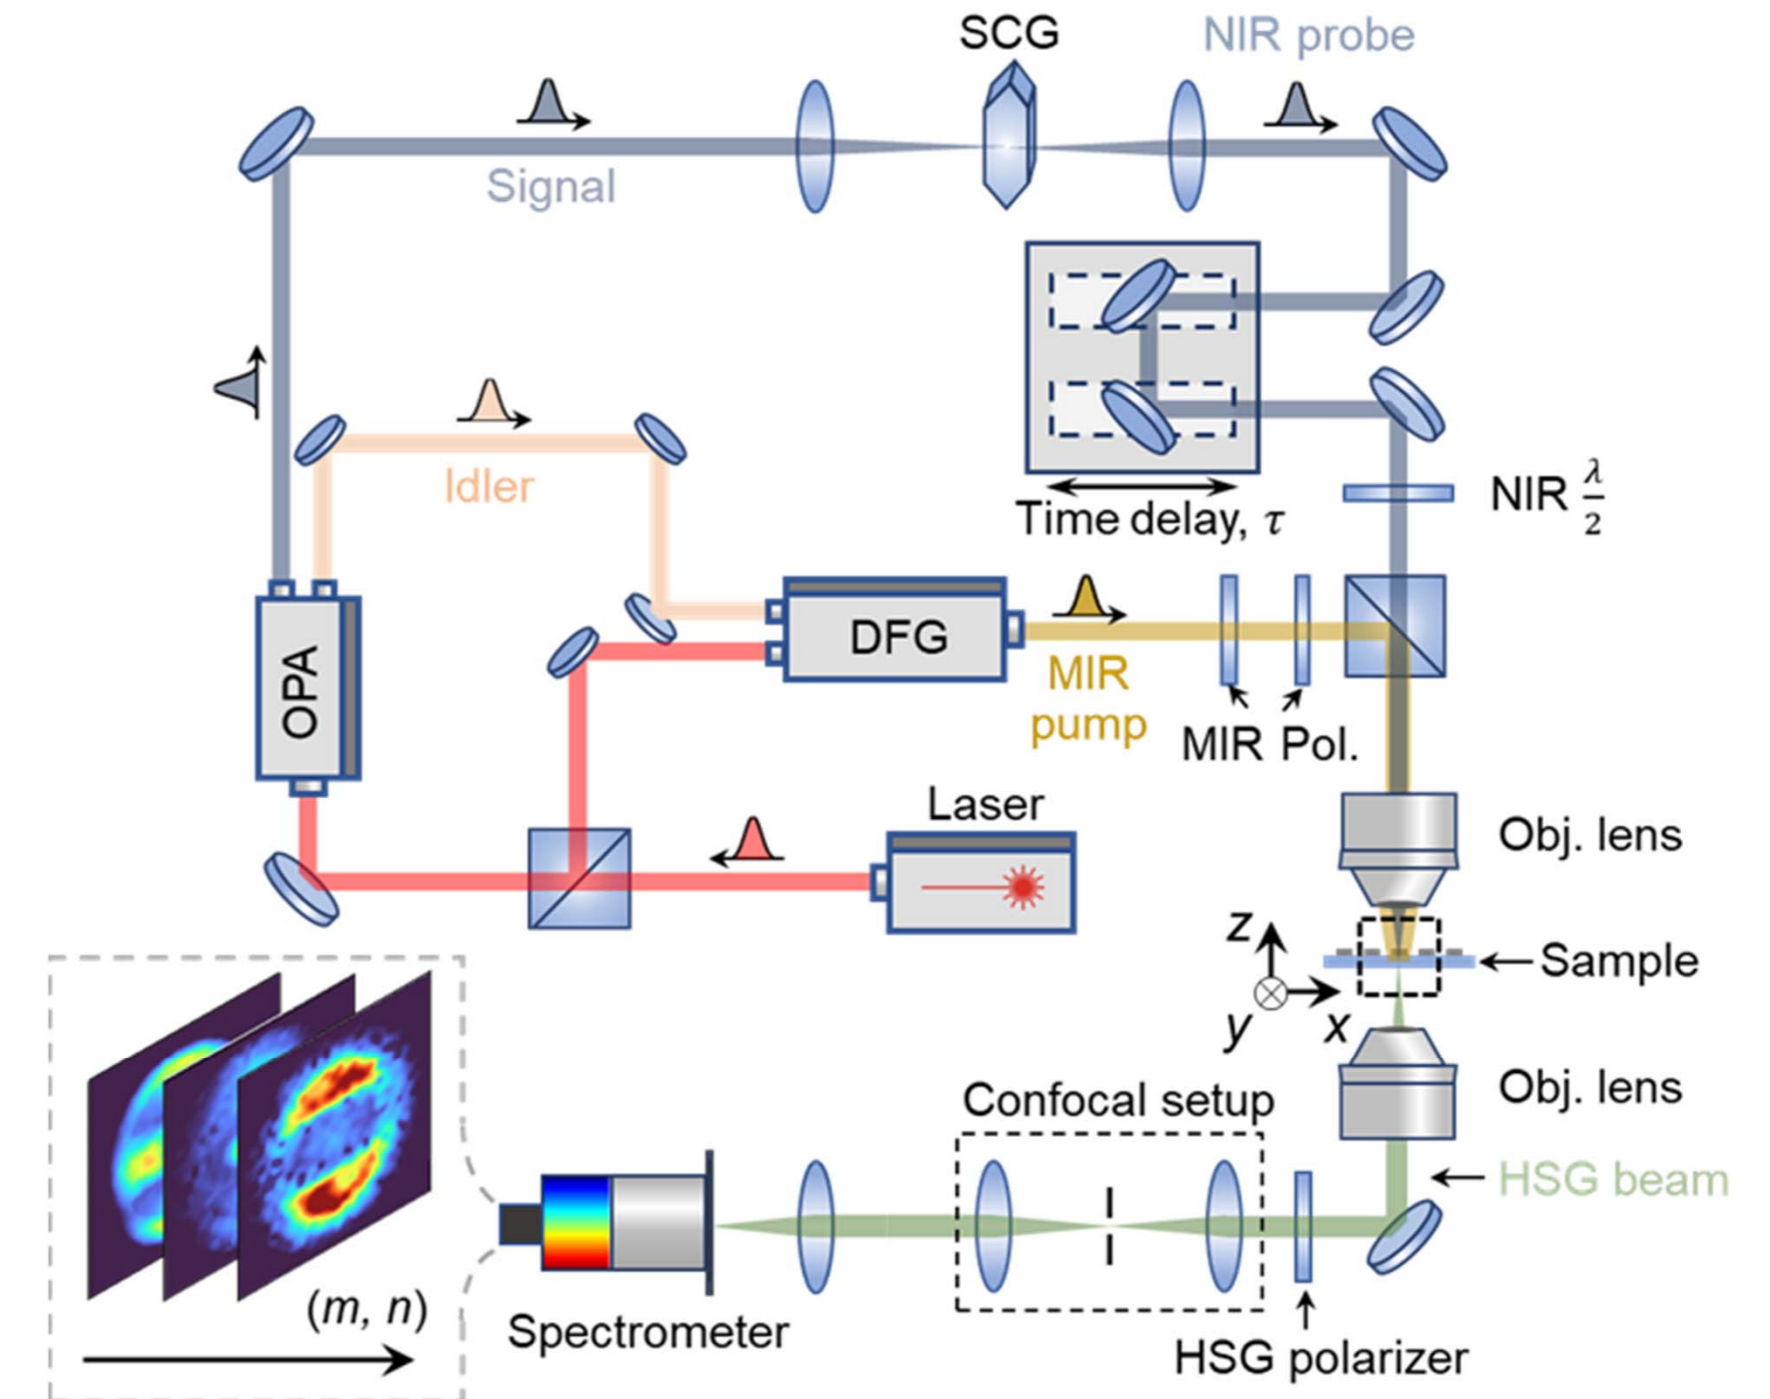 SCG
NIR probe
Signal
Idler
Time delay, τ
NIR λ/2
OPA
DFG
MIR
pump
MIR Pol.
Laser
Obj. lens
z
Sample
y
x
Obj. lens
Confocal setup
HSG beam
(m, n)
Spectrometer
HSG polarizer